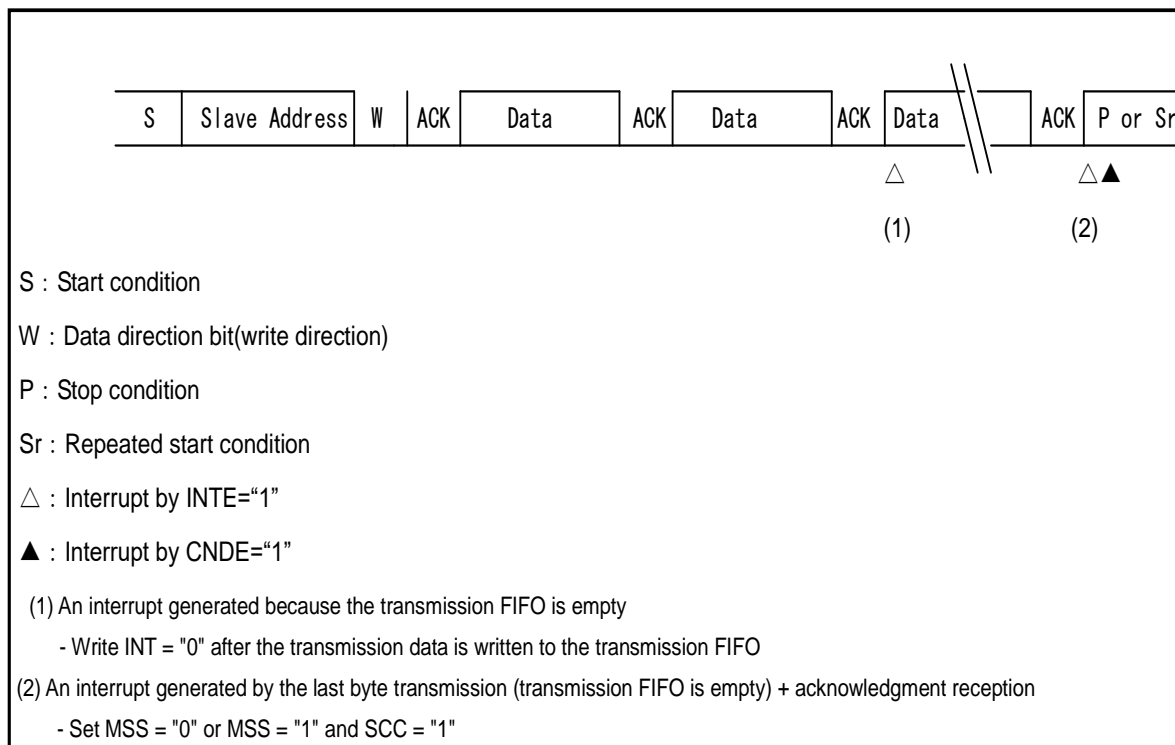 S Slave Address W ACK Data ACK Data ACK Data ACK P or Sr
△ △▲
(1) (2)
S : Start condition
W : Data direction bit(write direction)
P : Stop condition
Sr : Repeated start condition
△ : Interrupt by INTE=“1”
▲ : Interrupt by CNDE=“1”
(1) An interrupt generated because the transmission FIFO is empty
- Write INT = "0" after the transmission data is written to the transmission FIFO
(2) An interrupt generated by the last byte transmission (transmission FIFO is empty) + acknowledgment reception
- Set MSS = "0" or MSS = "1" and SCC = "1"